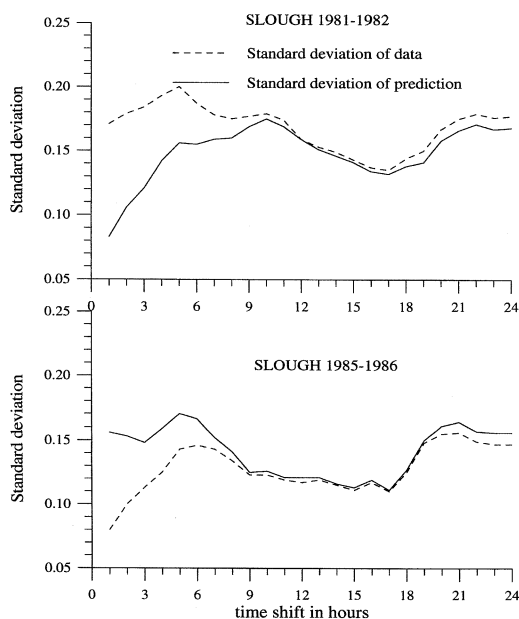 SLOUGH 1981-1982
Standard deviation of data
Standard deviation of prediction
Standard deviation
0.25
0.20
0.15
0.10
0.05
0 3 6 9 12 15 18 21 24
SLOUGH 1985-1986
Standard deviation
0.25
0.20
0.15
0.10
0.05
0 3 6 9 12 15 18 21 24
time shift in hours